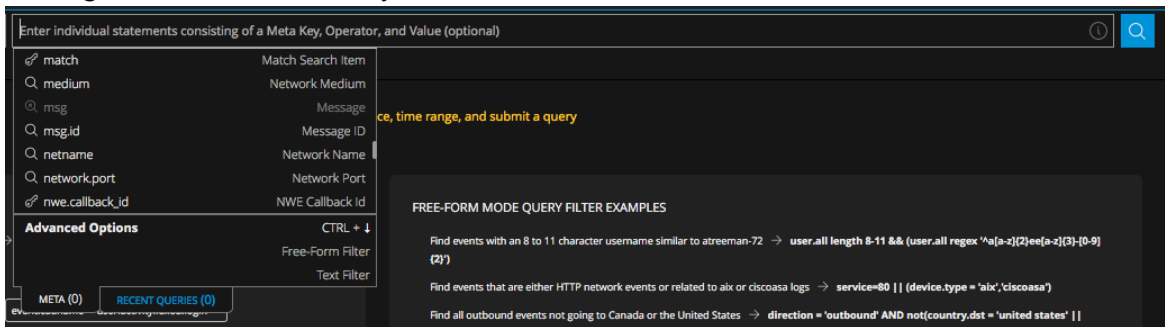 Enter individual statements consisting of a Meta Key, Operator, and Value (optional)
match Match Search Item
medium Network Medium
msg Message
msg.id Message ID
netname Network Name
network.port Network Port
nwe.callback_id NWE Callback Id
Advanced Options CTRL + ↓
Free-Form Filter
Text Filter
META (0) RECENT QUERIES (0)
ce, time range, and submit a query
FREE-FORM MODE QUERY FILTER EXAMPLES
Find events with an 8 to 11 character username similar to atreeman-72 → user.all length 8-11 && (user.all regex '^a[a-z]{2}ee[a-z]{3}-[0-9]
{2}')
Find events that are either HTTP network events or related to aix or ciscoasa logs → service=80 || (device.type = 'aix','ciscoasa')
Find all outbound events not going to Canada or the United States → direction = 'outbound' AND not(country.dst = 'united states' ||